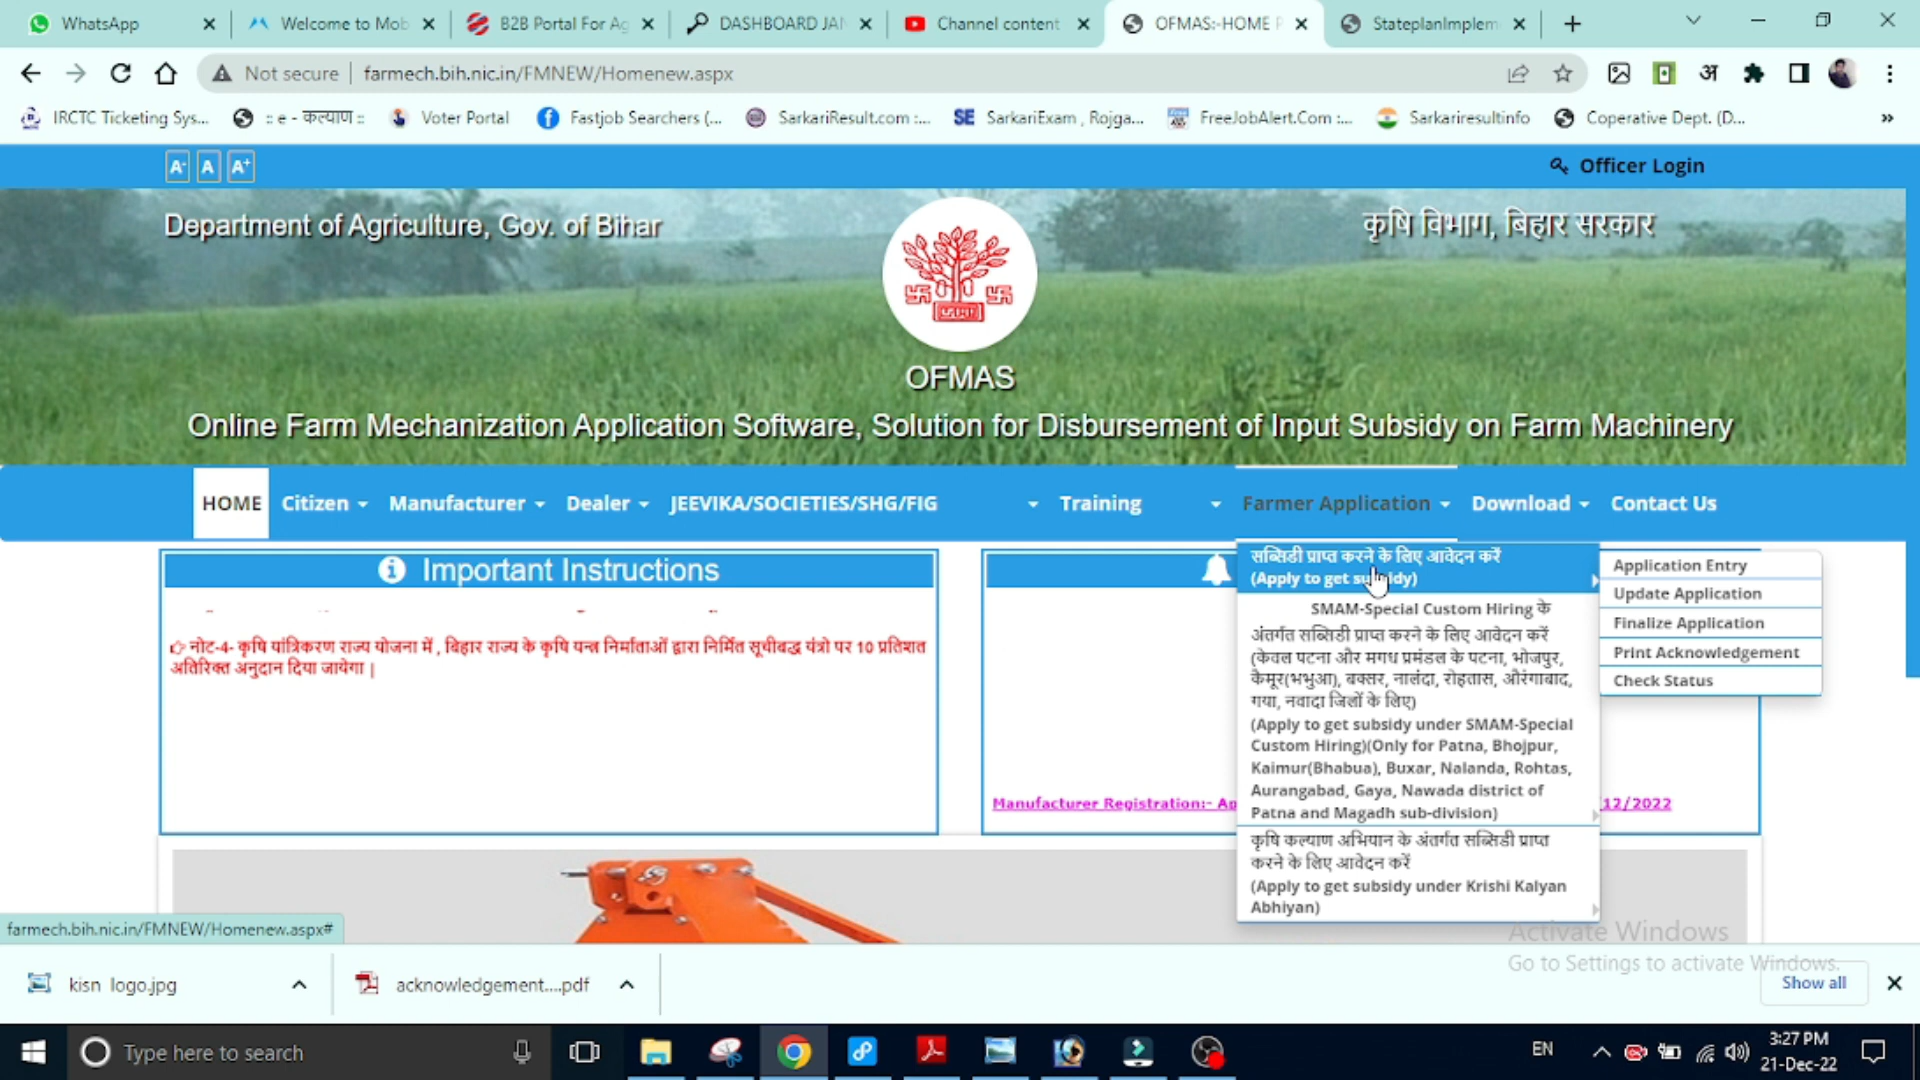 WhatsApp
Welcome to Mob
B2B Portal For Ag
DASHBOARD JAN
Channel content
OFMAS:-HOME P
StateplanImplem
Not secure
farmech.bih.nic.in/FMNEW/Homenew.aspx
अ
IRCTC Ticketing Sys...
:: e - कल्याण ::
Voter Portal
Fastjob Searchers (...
SarkariResult.com :...
SE SarkariExam , Rojga...
FreeJobAlert.Com :...
Sarkariresultinfo
Coperative Dept. (D...
»
A-
A
A+
Officer Login
Department of Agriculture, Gov. of Bihar
कृषि विभाग, बिहार सरकार
OFMAS
Online Farm Mechanization Application Software, Solution for Disbursement of Input Subsidy on Farm Machinery
HOME
Citizen
Manufacturer
Dealer
JEEVIKA/SOCIETIES/SHG/FIG
Training
Farmer Application
Download
Contact Us
Important Instructions
नोट-4- कृषि यांत्रिकरण राज्य योजना में , बिहार राज्य के कृषि यन्त्र निर्माताओं द्वारा निर्मित सूचीबद्ध यंत्रो पर 10 प्रतिशत
अतिरिक्त अनुदान दिया जायेगा |
Manufacturer Registration:- Ap
12/2022
सब्सिडी प्राप्त करने के लिए आवेदन करें
(Apply to get subsidy)
SMAM-Special Custom Hiring के
अंतर्गत सब्सिडी प्राप्त करने के लिए आवेदन करें
(केवल पटना और मगध प्रमंडल के पटना, भोजपुर,
कैमूर(भभुआ), बक्सर, नालंदा, रोहतास, औरंगाबाद,
गया, नवादा जिलों के लिए)
(Apply to get subsidy under SMAM-Special
Custom Hiring)(Only for Patna, Bhojpur,
Kaimur(Bhabua), Buxar, Nalanda, Rohtas,
Aurangabad, Gaya, Nawada district of
Patna and Magadh sub-division)
कृषि कल्याण अभियान के अंतर्गत सब्सिडी प्राप्त
करने के लिए आवेदन करें
(Apply to get subsidy under Krishi Kalyan
Abhiyan)
Application Entry
Update Application
Finalize Application
Print Acknowledgement
Check Status
farmech.bih.nic.in/FMNEW/Homenew.aspx#
Activate Windows
Go to Settings to activate Windows.
kisn logo.jpg
acknowledgement....pdf
Show all
Type here to search
EN
3:27 PM
21-Dec-22